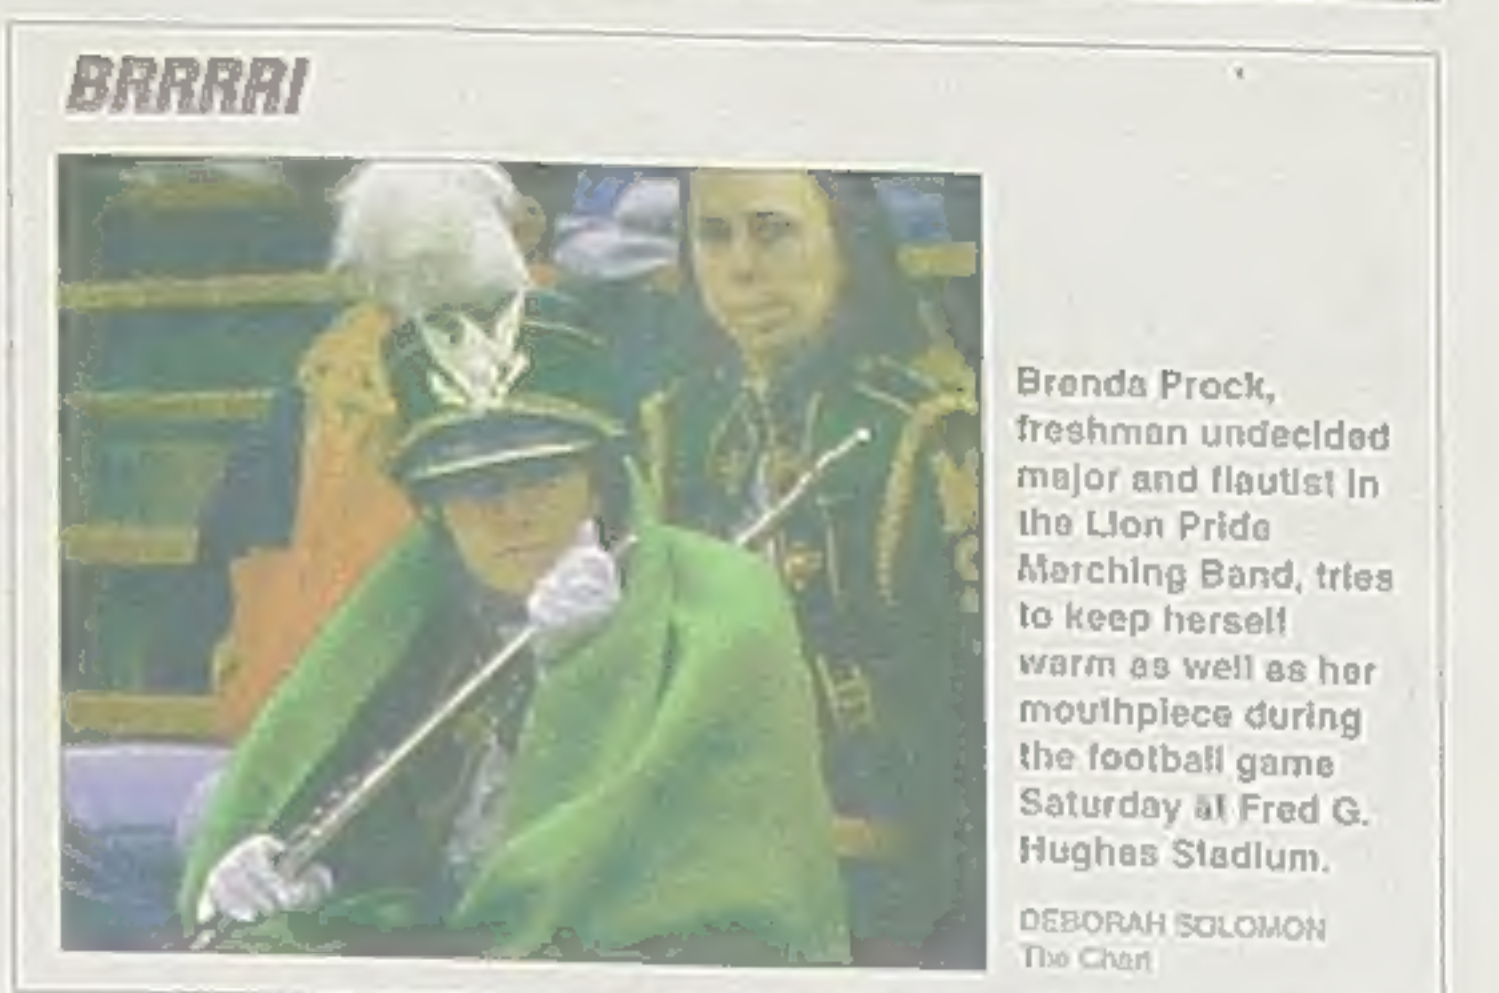 BRRRR!
Brenda Prock,
freshman undecided
major and flautist in
the Lion Pride
Marching Band, tries
to keep herself
warm as well as her
mouthpiece during
the football game
Saturday at Fred G.
Hughes Stadium.
DEBORAH SOLOMON
The Chart